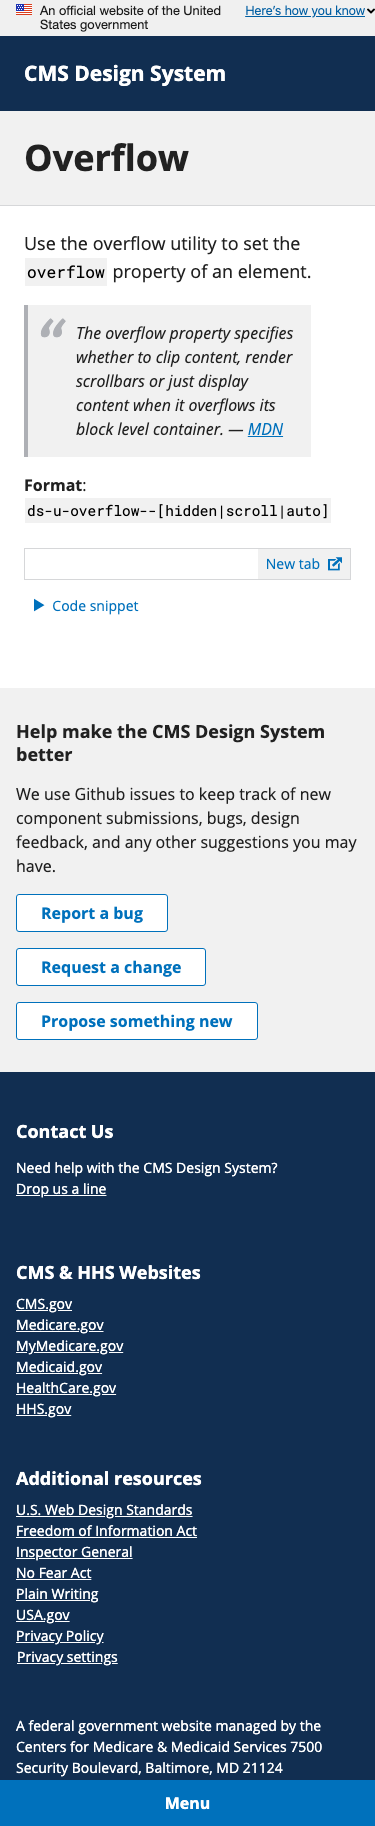 An official website of the United States government
Here's how you know
CMS Design System
Overflow
Use the overflow utility to set the
overflow property of an element.
“
The overflow property specifies
whether to clip content, render
scrollbars or just display
content when it overflows its
block level container. — MDN
Format:
ds-u-overflow--[hidden|scroll|auto]
New tab
Code snippet
Help make the CMS Design System
better
We use Github issues to keep track of new
component submissions, bugs, design
feedback, and any other suggestions you may
have.
Report a bug
Request a change
Propose something new
Contact Us
Need help with the CMS Design System?
Drop us a line
CMS & HHS Websites
CMS.gov
Medicare.gov
MyMedicare.gov
Medicaid.gov
HealthCare.gov
HHS.gov
Additional resources
U.S. Web Design Standards
Freedom of Information Act
Inspector General
No Fear Act
Plain Writing
USA.gov
Privacy Policy
Privacy settings
A federal government website managed by the
Centers for Medicare & Medicaid Services 7500
Security Boulevard, Baltimore, MD 21124
Menu